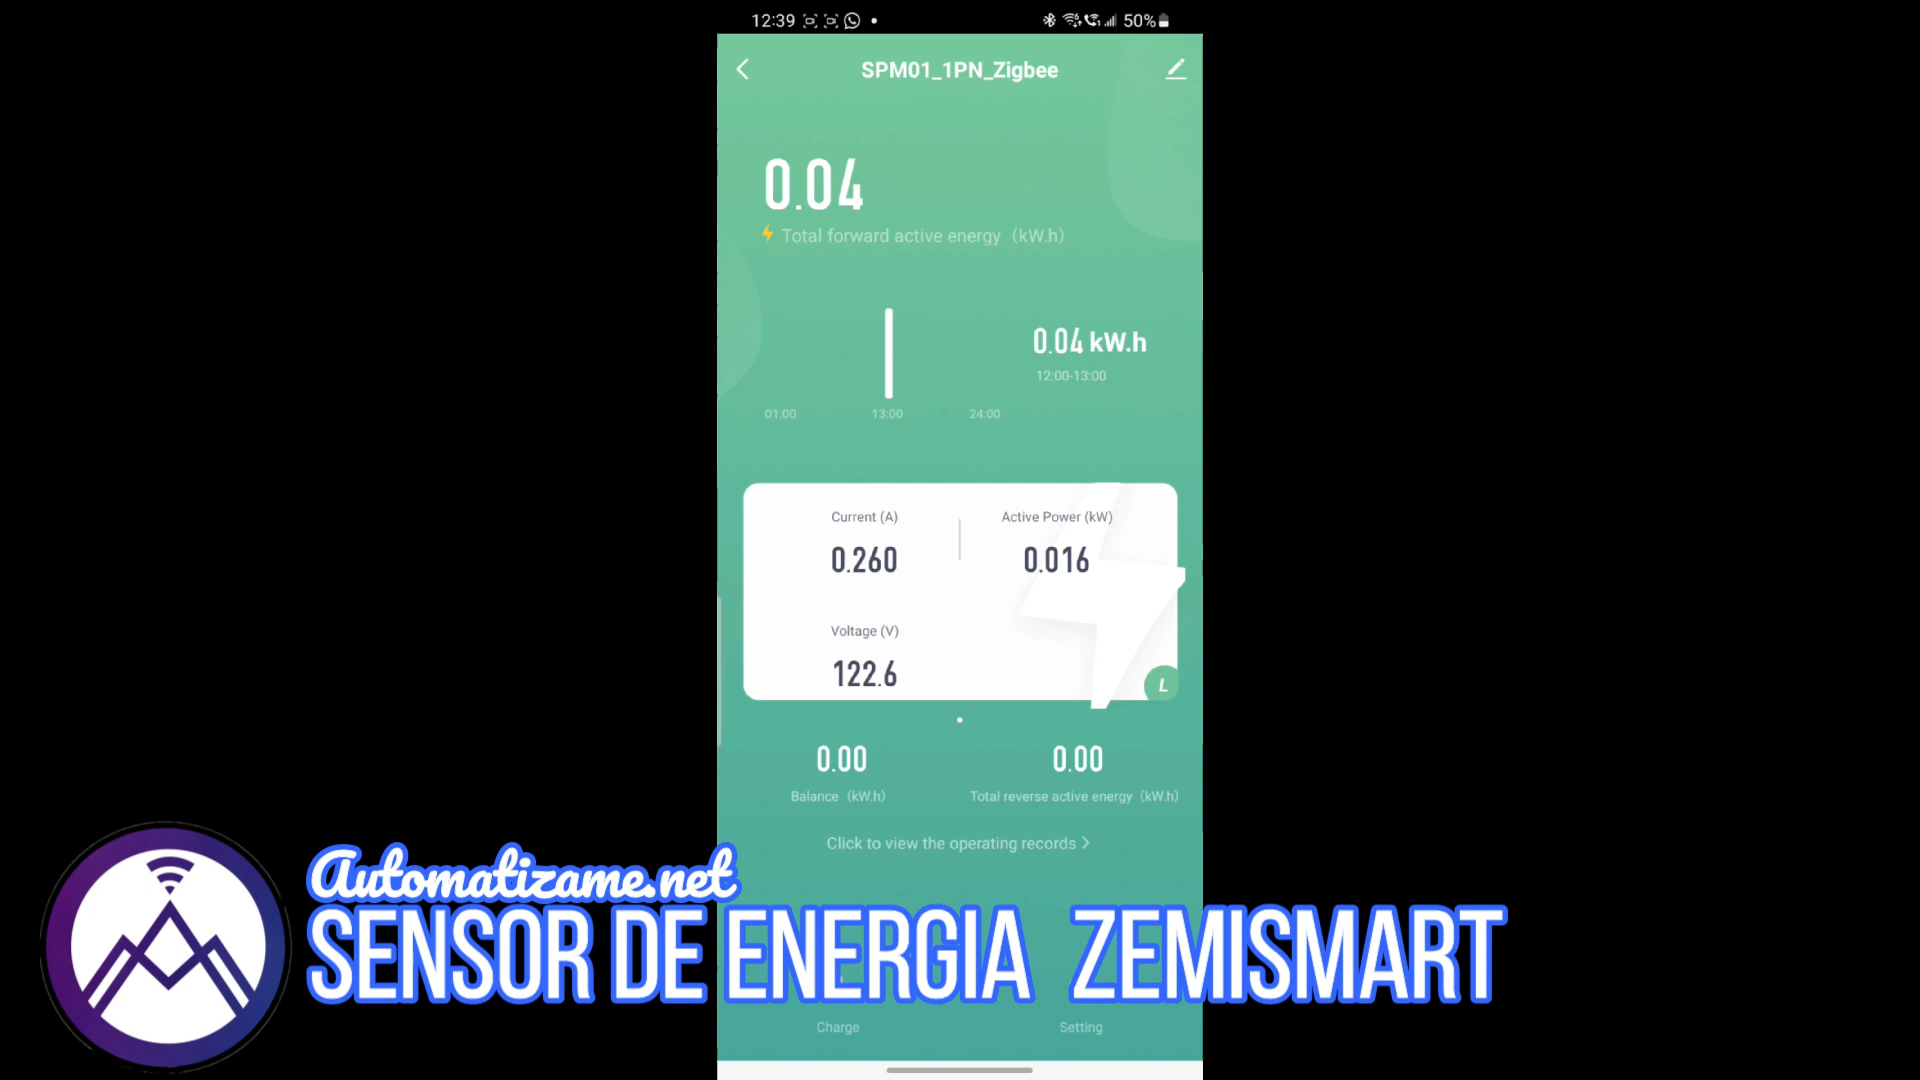 12:39 50%
SPM01_1PN_Zigbee
0.04
Total forward active energy (kW.h)
0.04 kW.h
12:00-13:00
01:00 13:00 24:00
Current (A) Active Power (kW)
0.260 0.016
Voltage (V)
122.6
L
0.00 0.00
Balance (kW.h) Total reverse active energy (kW.h)
Click to view the operating records >
Automatizame.net
SENSOR DE ENERGIA ZEMISMART
Charge Setting